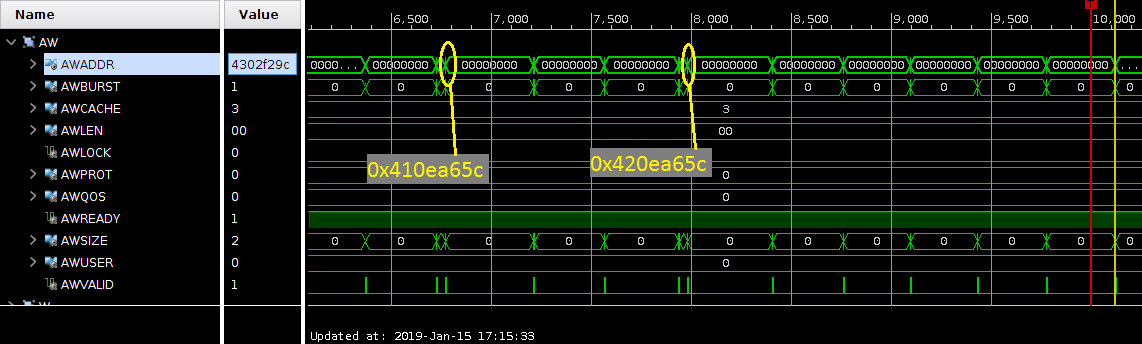 Name Value
6,500 7,000 7,500 8,000 8,500 9,000 9,500 10,000
AW
AWADDR 4302f29c 0000... 00000000 00000000 00000000 00000000 00000000 00000000 00000000 00000000 00000000 0...
AWBURST 1 0 0 0 0 0 0 0 0 0 0 0
AWCACHE 3 3
AWLEN 00 00
AWLOCK 0
0x410ea65c 0x420ea65c
AWPROT 0 0
AWQOS 0 0
AWREADY 1
AWSIZE 2 0 0 0 0 0 0 0 0 0 0 0
AWUSER 0 0
AWVALID 1
Updated at: 2019-Jan-15 17:15:33